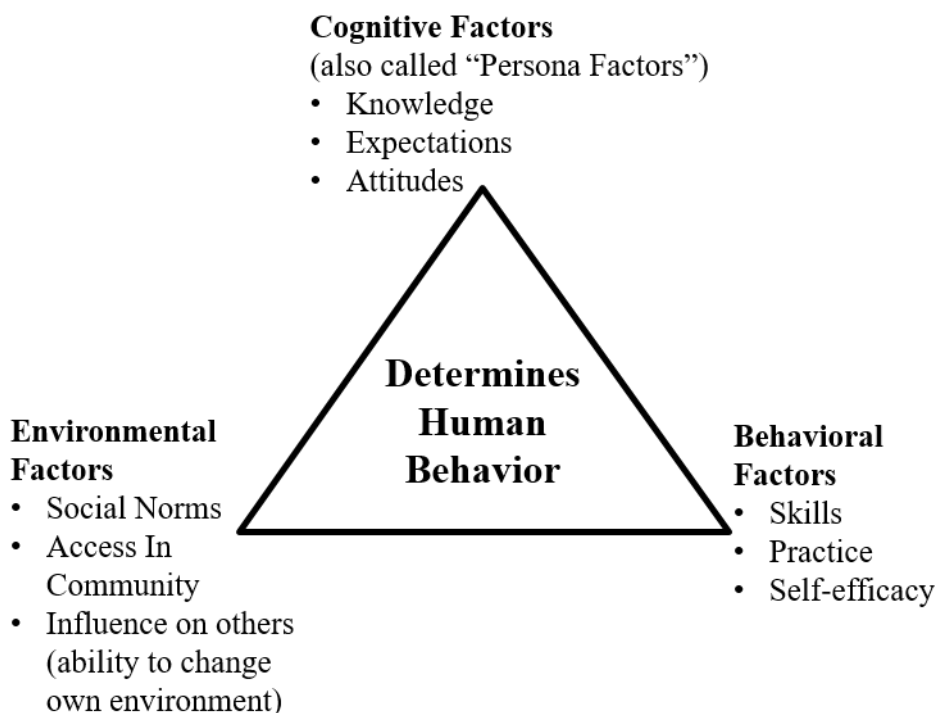 Cognitive Factors
(also called “Persona Factors”)
• Knowledge
• Expectations
• Attitudes
Determines
Human
Behavior
Environmental
Factors
• Social Norms
• Access In
Community
• Influence on others
(ability to change
own environment)
Behavioral
Factors
• Skills
• Practice
• Self-efficacy